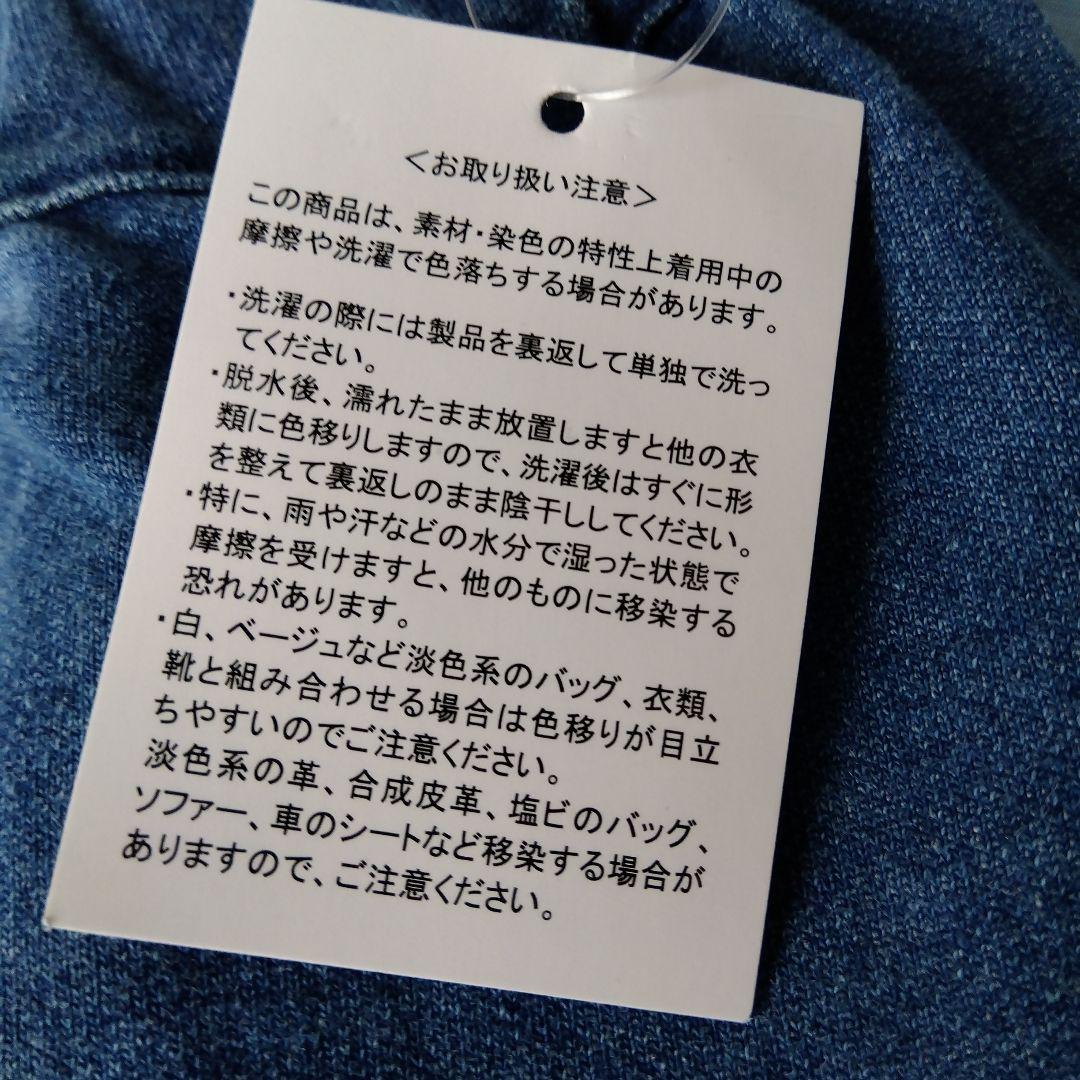 ＜お取り扱い注意＞
この商品は、素材・染色の特性上着用中の
摩擦や洗濯で色落ちする場合があります。
・洗濯の際には製品を裏返して単独で洗っ
てください。
・脱水後、濡れたまま放置しますと他の衣
類に色移りしますので、洗濯後はすぐに形
を整えて裏返しのまま陰干ししてください。
・特に、雨や汗などの水分で湿った状態で
摩擦を受けますと、他のものに移染する
恐れがあります。
・白、ベージュなど淡色系のバッグ、衣類、
靴と組み合わせる場合は色移りが目立
ちやすいのでご注意ください。
淡色系の革、合成皮革、塩ビのバッグ、
ソファー、車のシートなど移染する場合が
ありますので、ご注意ください。